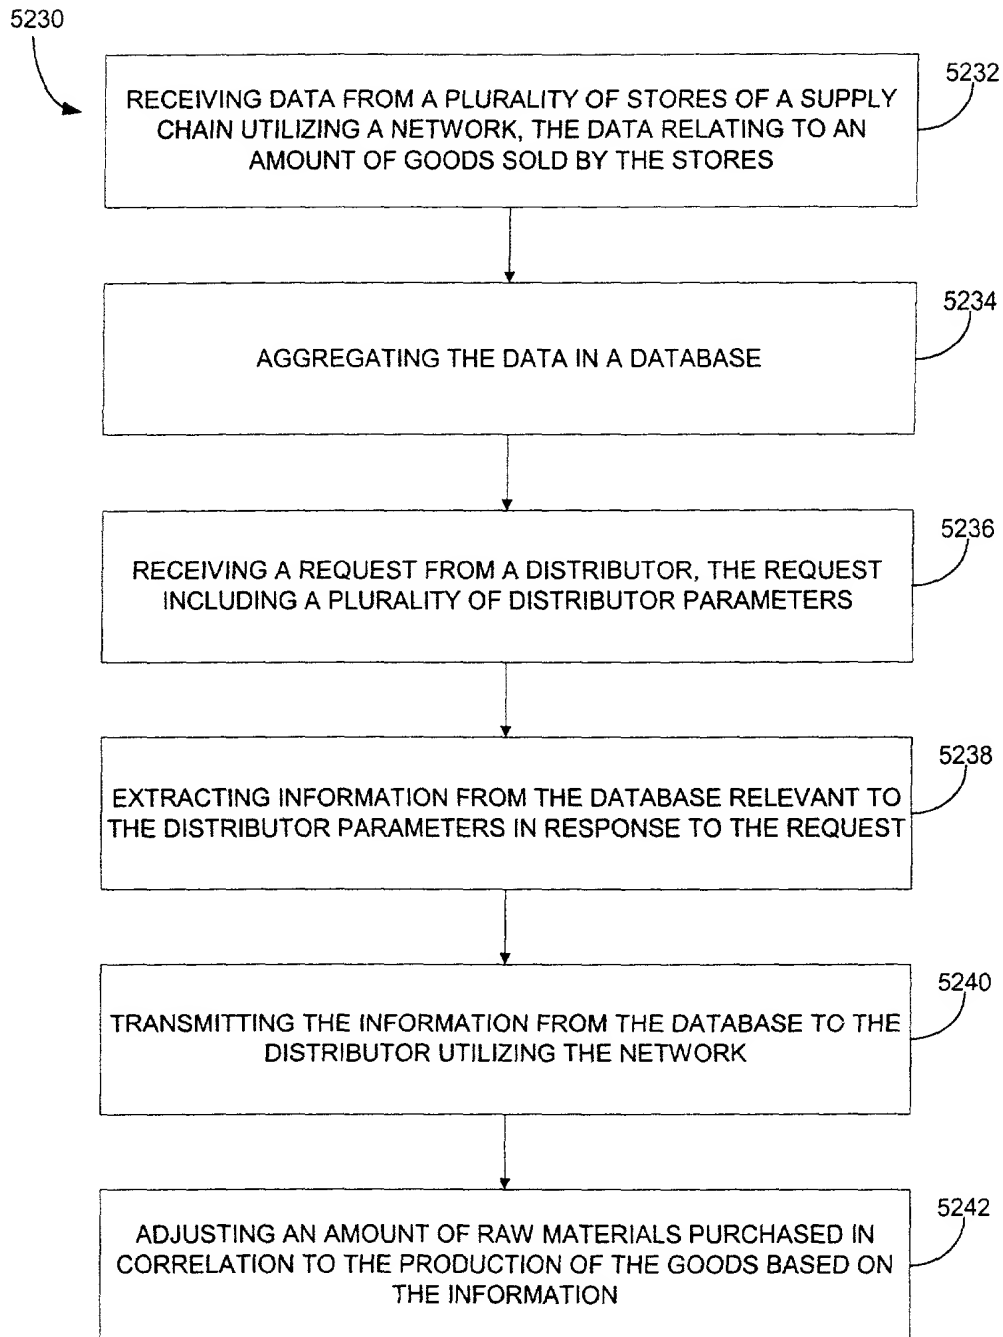 5230
5232
RECEIVING DATA FROM A PLURALITY OF STORES OF A SUPPLY
CHAIN UTILIZING A NETWORK, THE DATA RELATING TO AN
AMOUNT OF GOODS SOLD BY THE STORES
5234
AGGREGATING THE DATA IN A DATABASE
5236
RECEIVING A REQUEST FROM A DISTRIBUTOR, THE REQUEST
INCLUDING A PLURALITY OF DISTRIBUTOR PARAMETERS
5238
EXTRACTING INFORMATION FROM THE DATABASE RELEVANT TO
THE DISTRIBUTOR PARAMETERS IN RESPONSE TO THE REQUEST
5240
TRANSMITTING THE INFORMATION FROM THE DATABASE TO THE
DISTRIBUTOR UTILIZING THE NETWORK
5242
ADJUSTING AN AMOUNT OF RAW MATERIALS PURCHASED IN
CORRELATION TO THE PRODUCTION OF THE GOODS BASED ON
THE INFORMATION